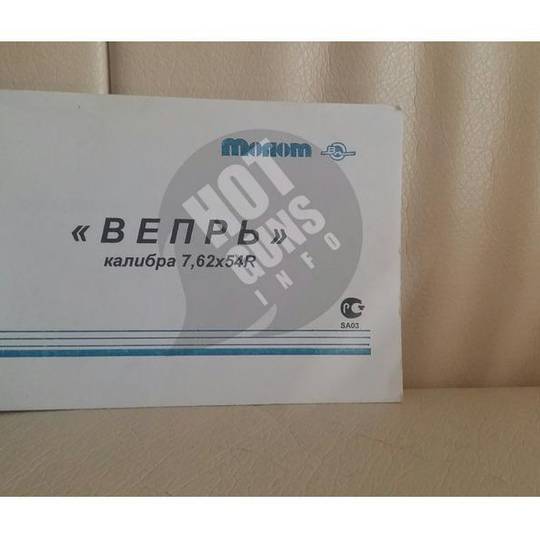 Молот
«ВЕПРЬ»
калибра 7,62x54R
HOT
GUNS
INFO
SA03